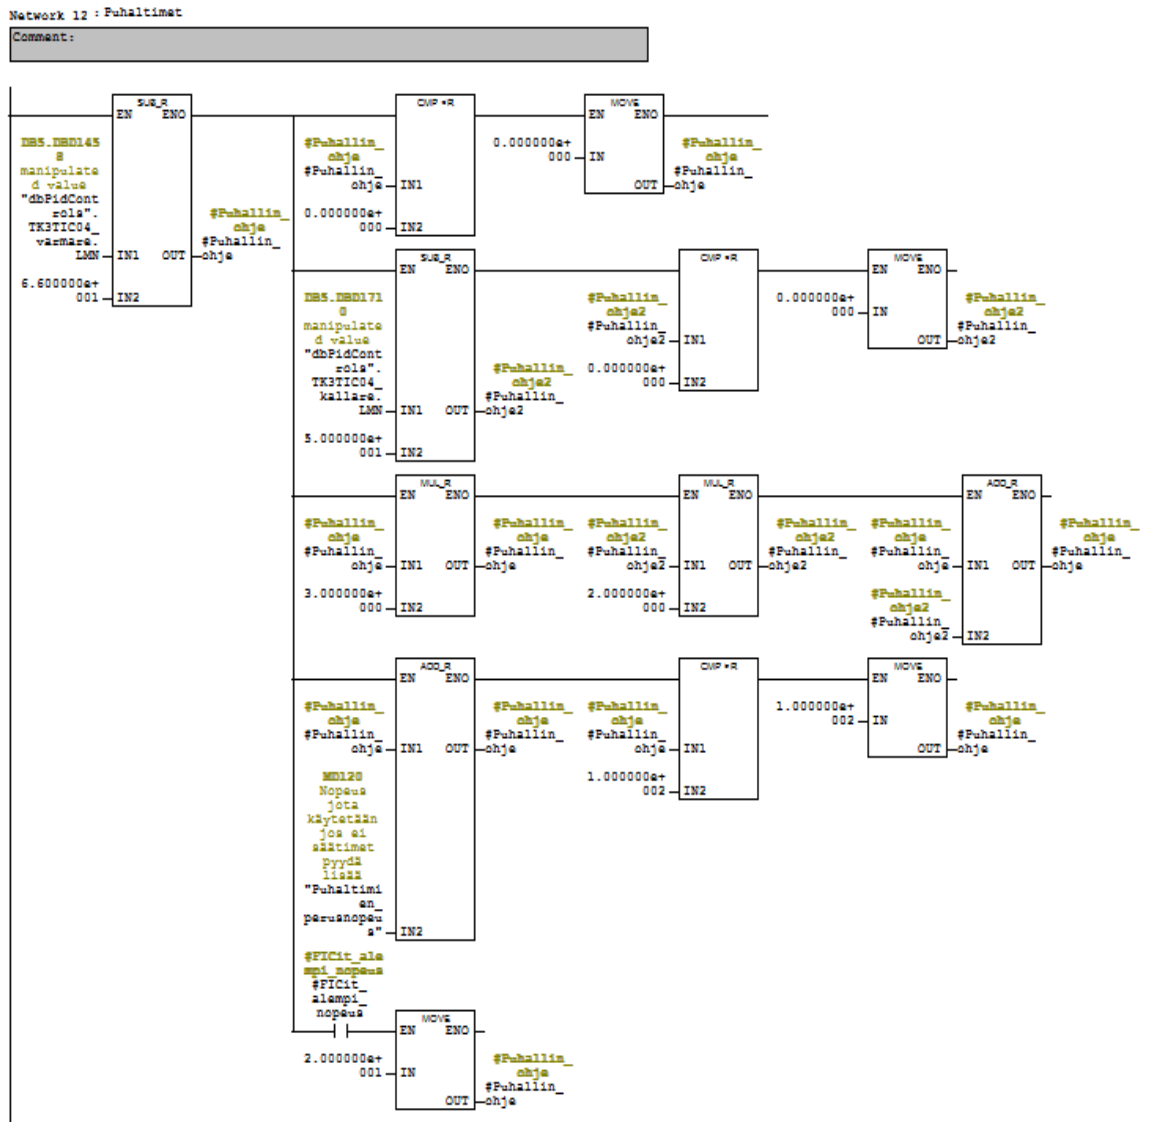 Network 12 : Puhaltimet
Comment:
SUB_R
EN ENO
DB5.DBD145
8
manipulate
d value
"dbPidCont
rols".
TK3TIC04_
varmare.
LMN
IN1 OUT
6.600000e+
001
IN2
#Puhallin_
ohje
#Puhallin_
ohje
CMP
#Puhallin_
ohje
#Puhallin_
ohje
IN1
0.000000e+
000
IN2
MOVE
EN ENO
0.000000e+
000
IN
OUT
#Puhallin_
ohje
#Puhallin_
ohje
SUB_R
EN ENO
DB5.DBD171
0
manipulate
d value
"dbPidCont
rols".
TK3TIC04_
kallare.
LMN
IN1 OUT
5.000000e+
001
IN2
#Puhallin_
ohje2
#Puhallin_
ohje2
CMP
#Puhallin_
ohje2
#Puhallin_
ohje2
IN1
0.000000e+
000
IN2
MOVE
EN ENO
0.000000e+
000
IN
OUT
#Puhallin_
ohje2
#Puhallin_
ohje2
MUL_R
EN ENO
#Puhallin_
ohje
#Puhallin_
ohje
IN1 OUT
3.000000e+
000
IN2
#Puhallin_
ohje
#Puhallin_
ohje
MUL_R
EN ENO
#Puhallin_
ohje2
#Puhallin_
ohje2
IN1 OUT
2.000000e+
000
IN2
#Puhallin_
ohje2
#Puhallin_
ohje2
ADD_R
EN ENO
#Puhallin_
ohje
#Puhallin_
ohje
IN1 OUT
#Puhallin_
ohje2
#Puhallin_
ohje2
IN2
#Puhallin_
ohje
#Puhallin_
ohje
ADD_R
EN ENO
#Puhallin_
ohje
#Puhallin_
ohje
IN1 OUT
MD120
Nopeus
jota
käytetään
jos ei
säätimet
pyydä
lisää
"Puhaltimi
en_
perusnopeu
s"
IN2
#Puhallin_
ohje
#Puhallin_
ohje
CMP
#Puhallin_
ohje
#Puhallin_
ohje
IN1
1.000000e+
002
IN2
MOVE
EN ENO
1.000000e+
002
IN
OUT
#Puhallin_
ohje
#Puhallin_
ohje
#FICit_ale
mpi_nopeus
#FICit_
alempi_
nopeus
MOVE
EN ENO
2.000000e+
001
IN
OUT
#Puhallin_
ohje
#Puhallin_
ohje